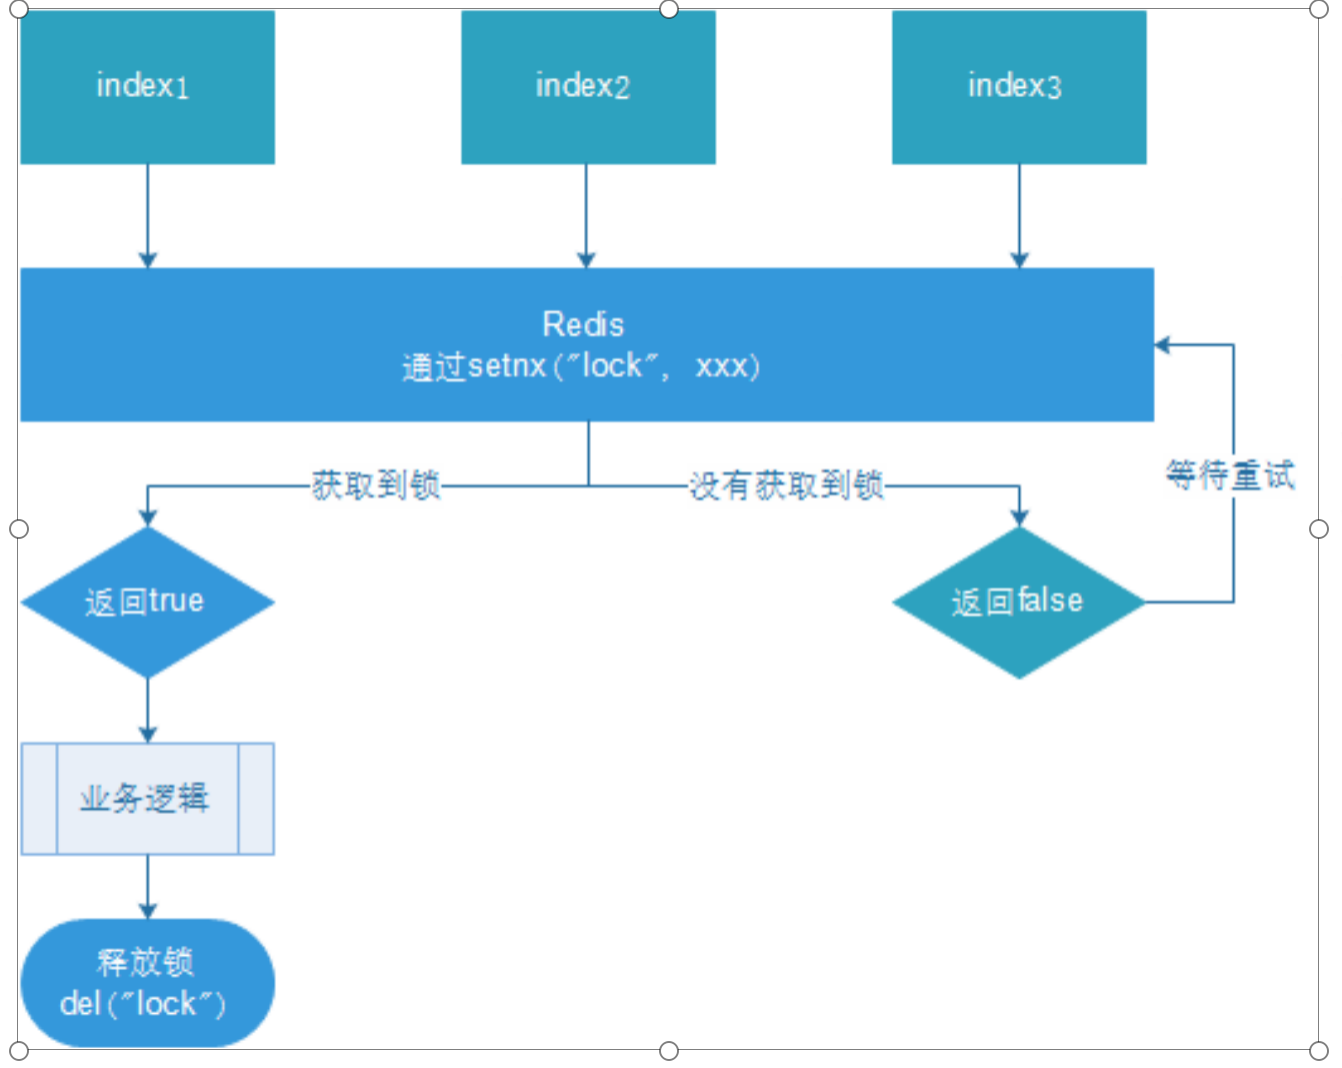 index1
index2
index3
Redis
通过setnx("lock", xxx)
获取到锁
没有获取到锁
等待重试
返回true
返回false
业务逻辑
释放锁
del("lock")